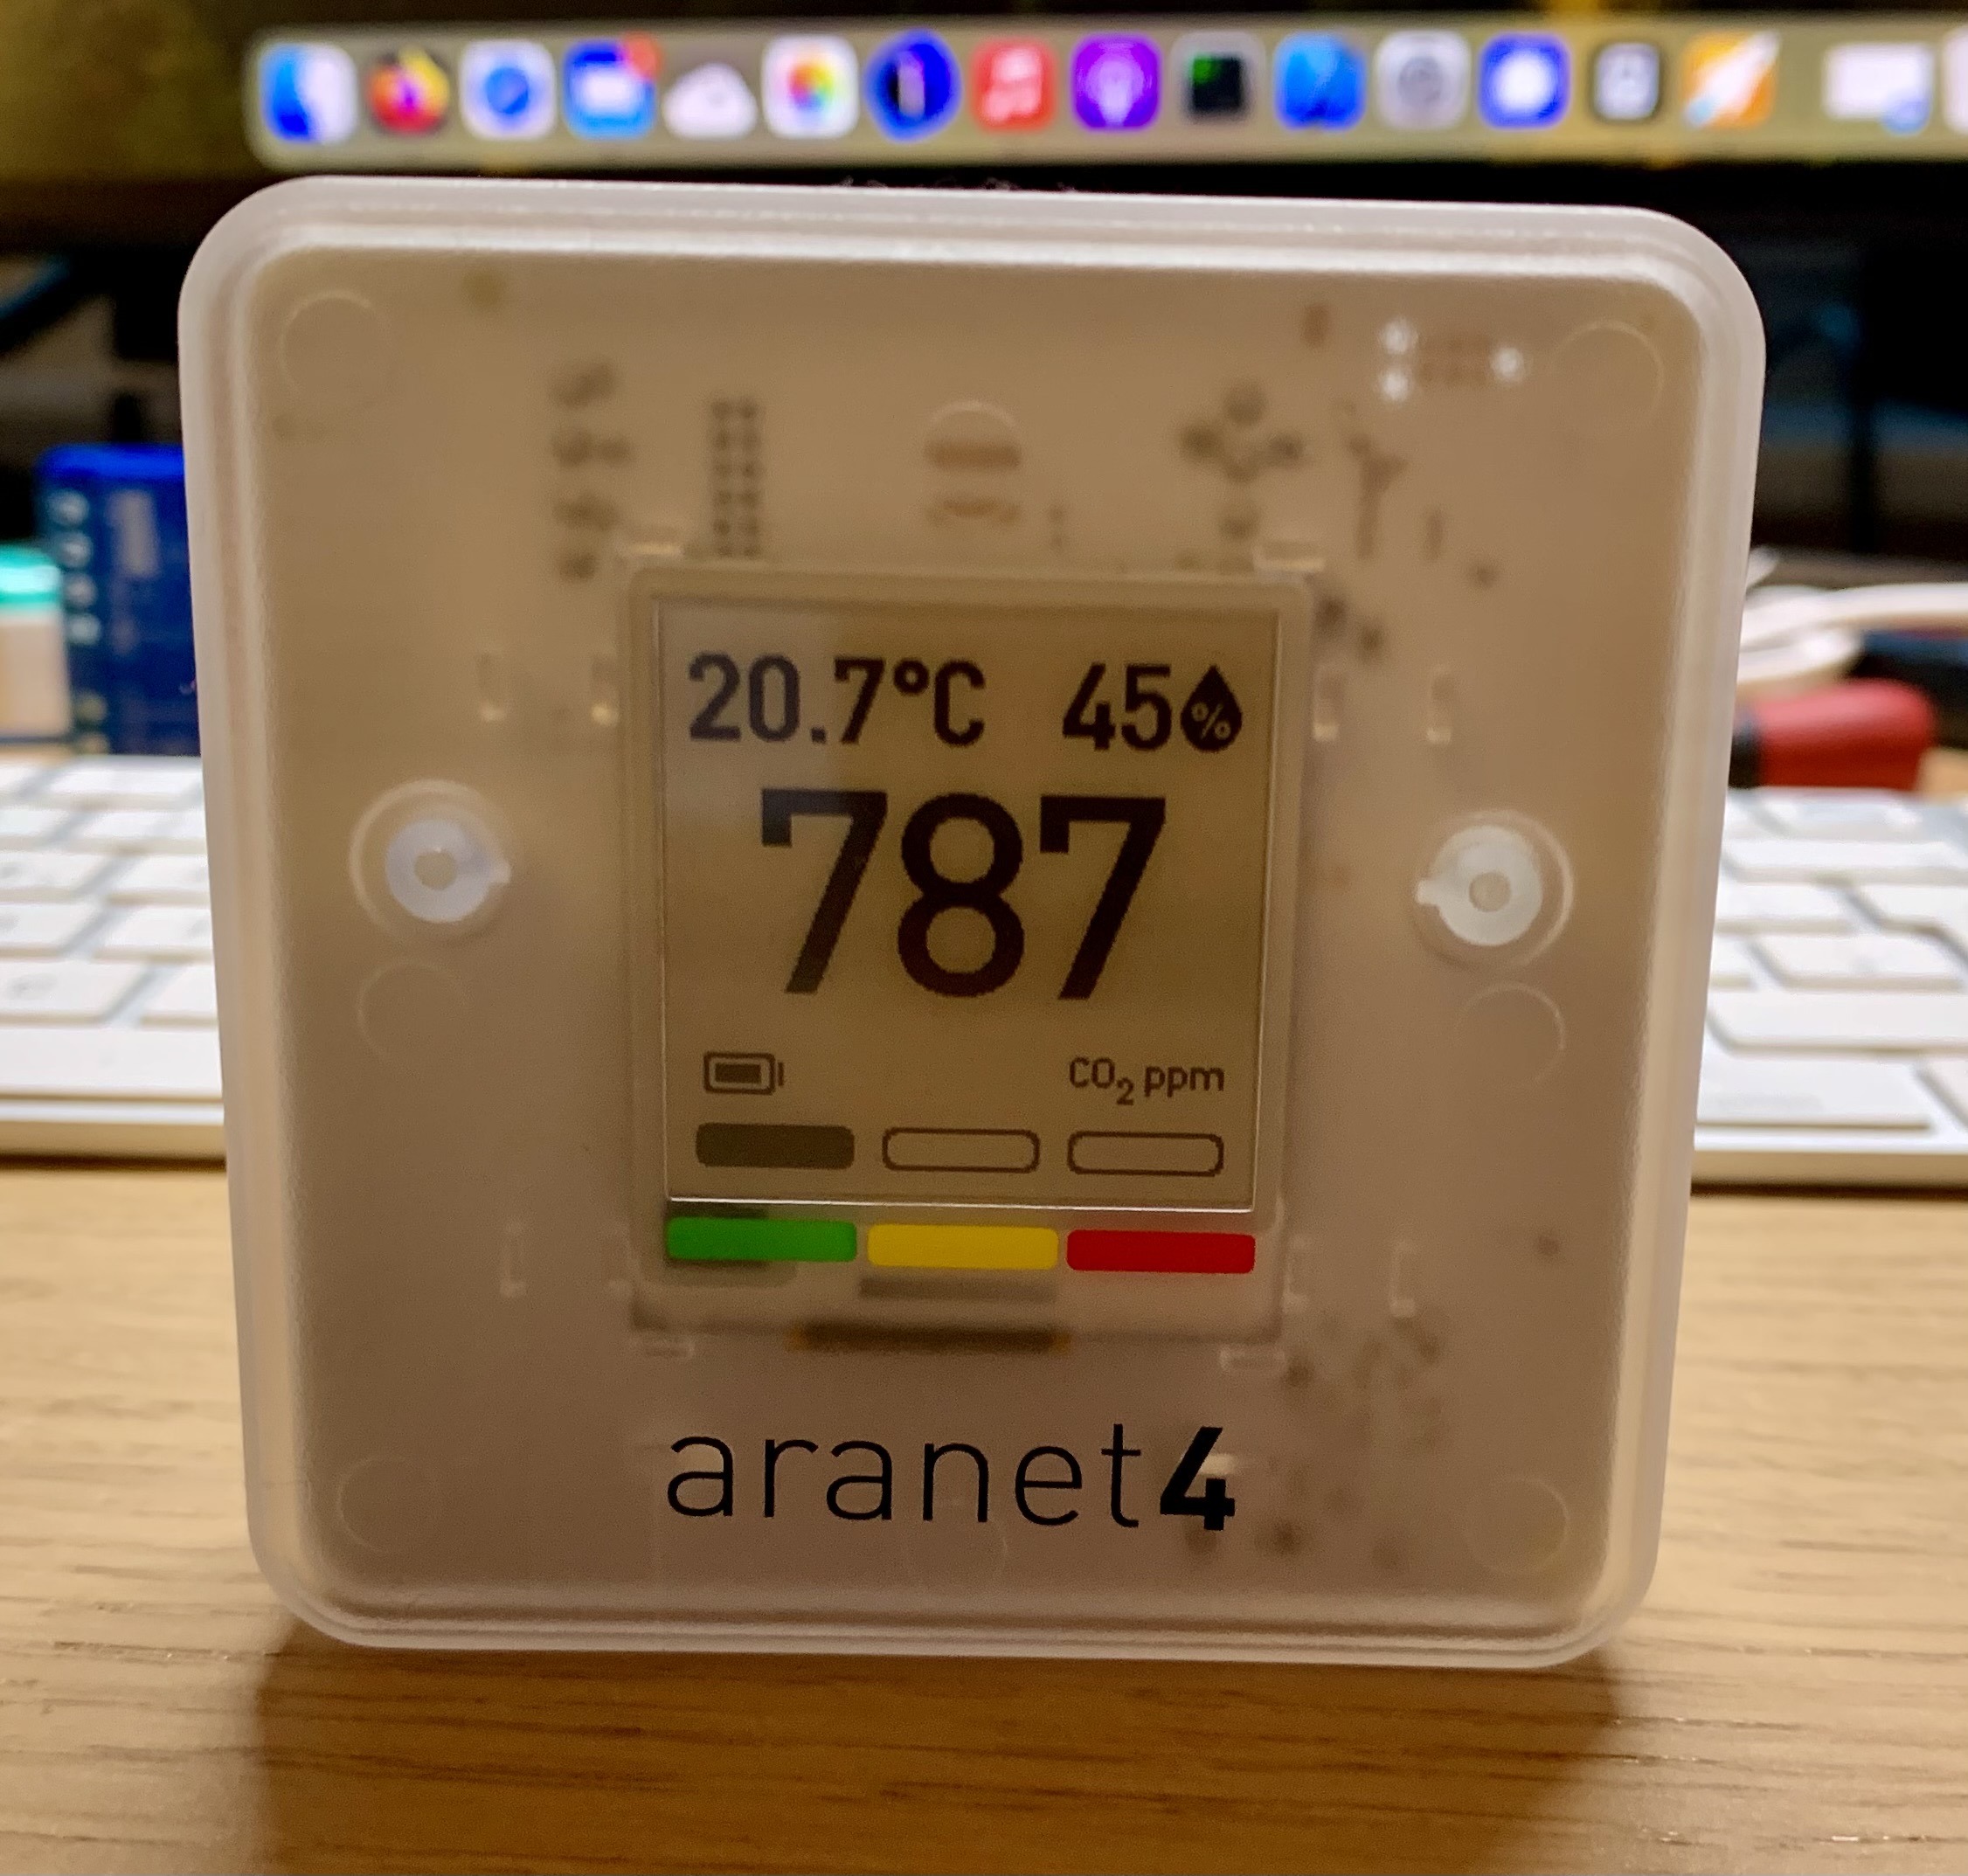 20.7°C 45%
787
CO₂ ppm
aranet4